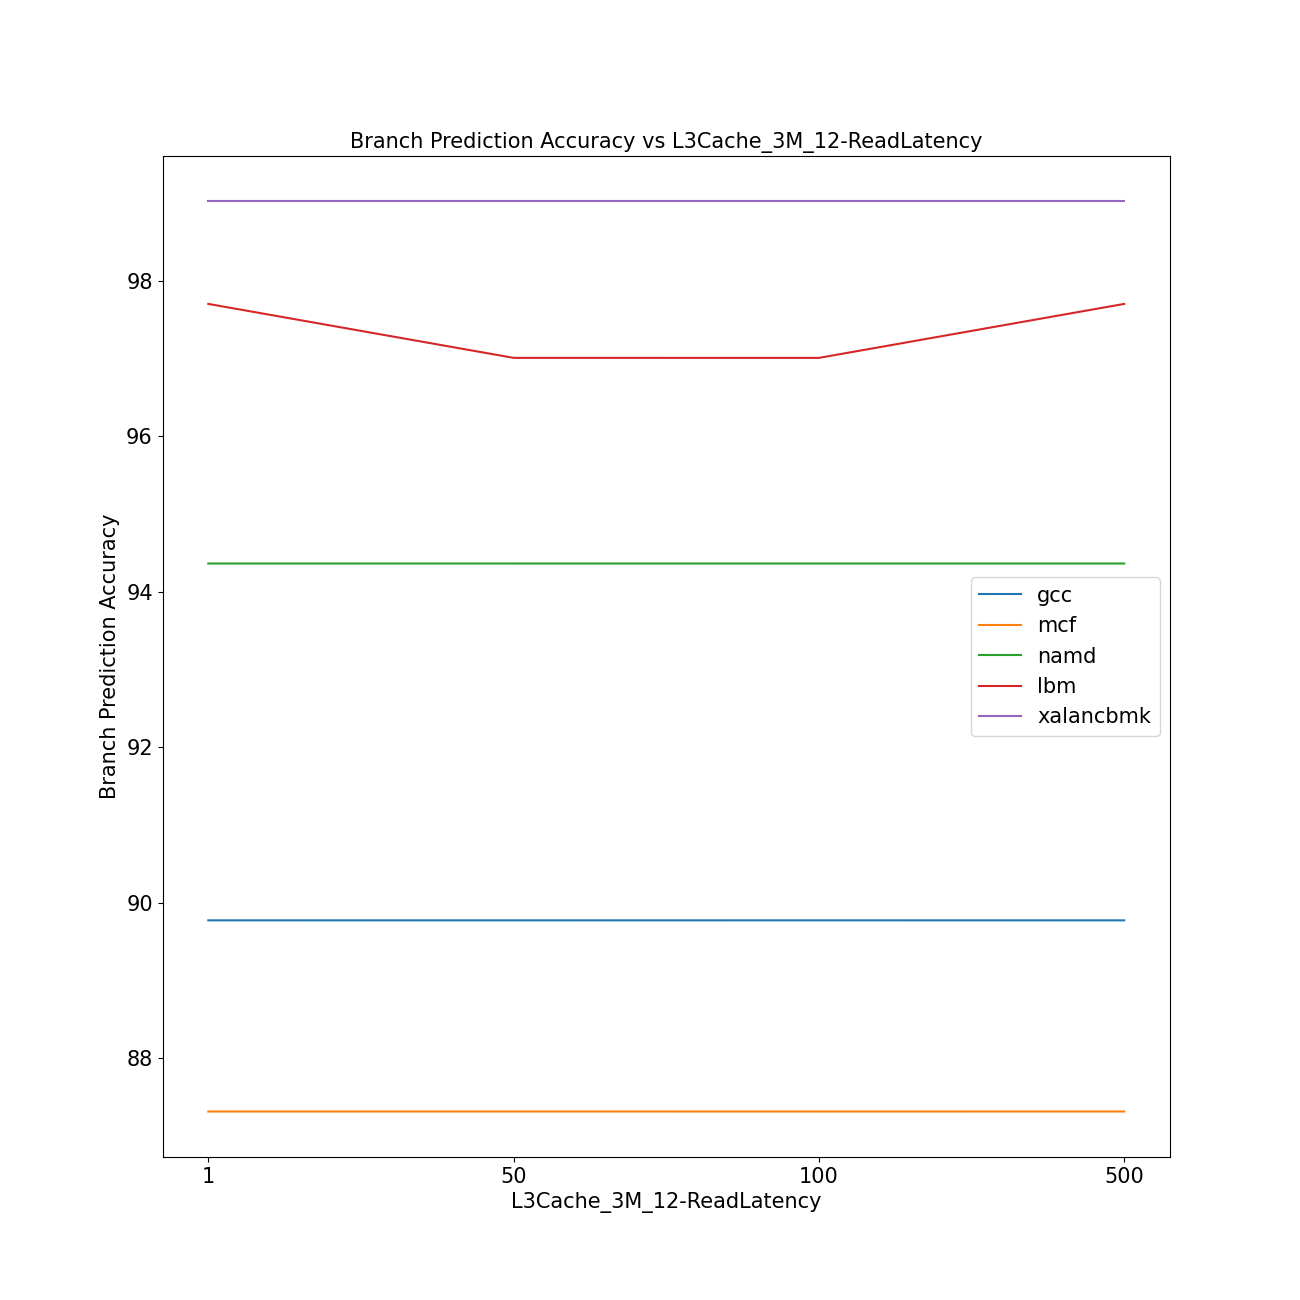 Branch Prediction Accuracy vs L3Cache_3M_12-ReadLatency
Branch Prediction Accuracy
98
96
94
92
90
88
gcc
mcf
namd
lbm
xalancbmk
1 50 100 500
L3Cache_3M_12-ReadLatency